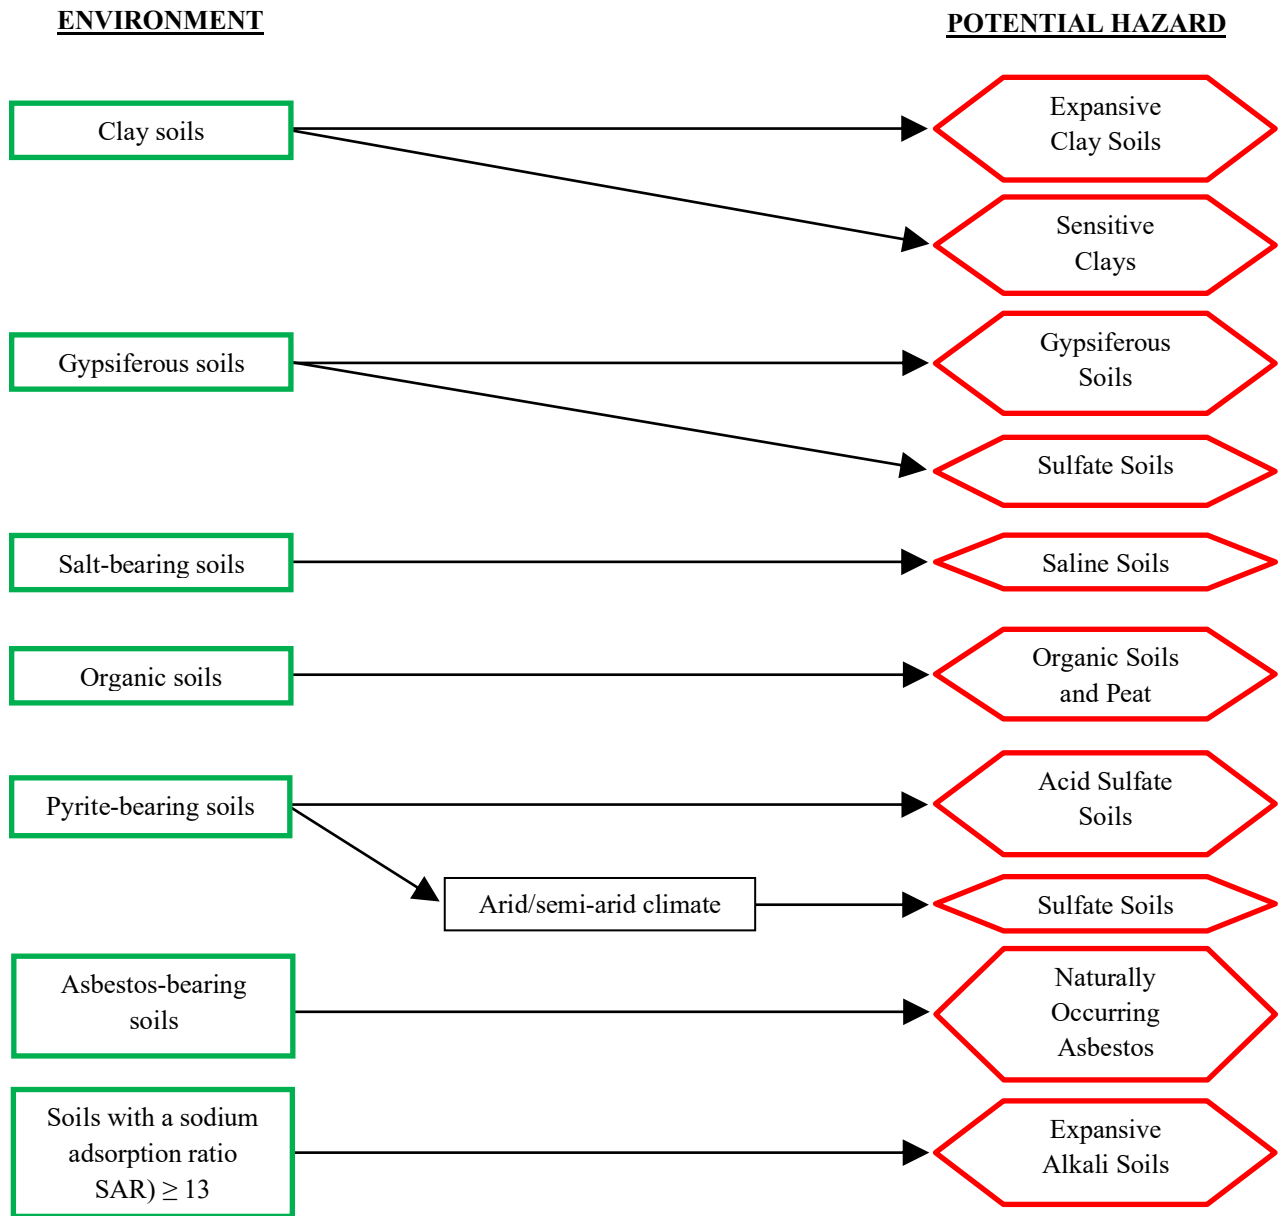 ENVIRONMENT
POTENTIAL HAZARD
Clay soils
Expansive
Clay Soils
Sensitive
Clays
Gypsiferous soils
Gypsiferous
Soils
Sulfate Soils
Salt-bearing soils
Saline Soils
Organic soils
Organic Soils
and Peat
Pyrite-bearing soils
Acid Sulfate
Soils
Arid/semi-arid climate
Sulfate Soils
Asbestos-bearing
soils
Naturally
Occurring
Asbestos
Soils with a sodium
adsorption ratio
SAR) ≥ 13
Expansive
Alkali Soils